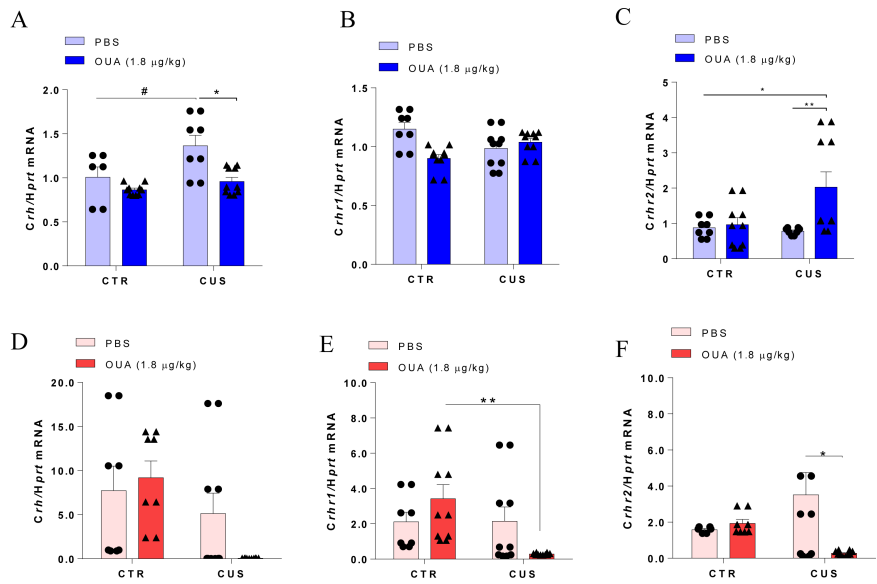 A
PBS
OUA (1.8 µg/kg)
Crh/Hprt mRNA
2.0
1.5
1.0
0.5
0.0
#
*
CTR
CUS
B
PBS
OUA (1.8 µg/kg)
Crhr1/Hprt mRNA
1.5
1.0
0.5
0.0
CTR
CUS
C
PBS
OUA (1.8 µg/kg)
Crhr2/Hprt mRNA
5
4
3
2
1
0
*
**
CTR
CUS
D
PBS
OUA (1.8 µg/kg)
Crh/Hprt mRNA
20.0
15.0
10.0
5.0
0.0
CTR
CUS
E
PBS
OUA (1.8 µg/kg)
Crhr1/Hprt mRNA
10.0
8.0
6.0
4.0
2.0
0.0
**
CTR
CUS
F
PBS
OUA (1.8 µg/kg)
Crhr2/Hprt mRNA
10.0
8.0
6.0
4.0
2.0
0.0
*
CTR
CUS